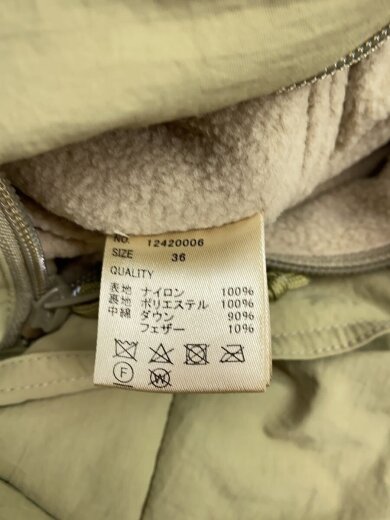 NO. 12420006
SIZE 36
QUALITY
表地 ナイロン 100%
裏地 ポリエステル 100%
中綿 ダウン 90%
フェザー 10%
F
W